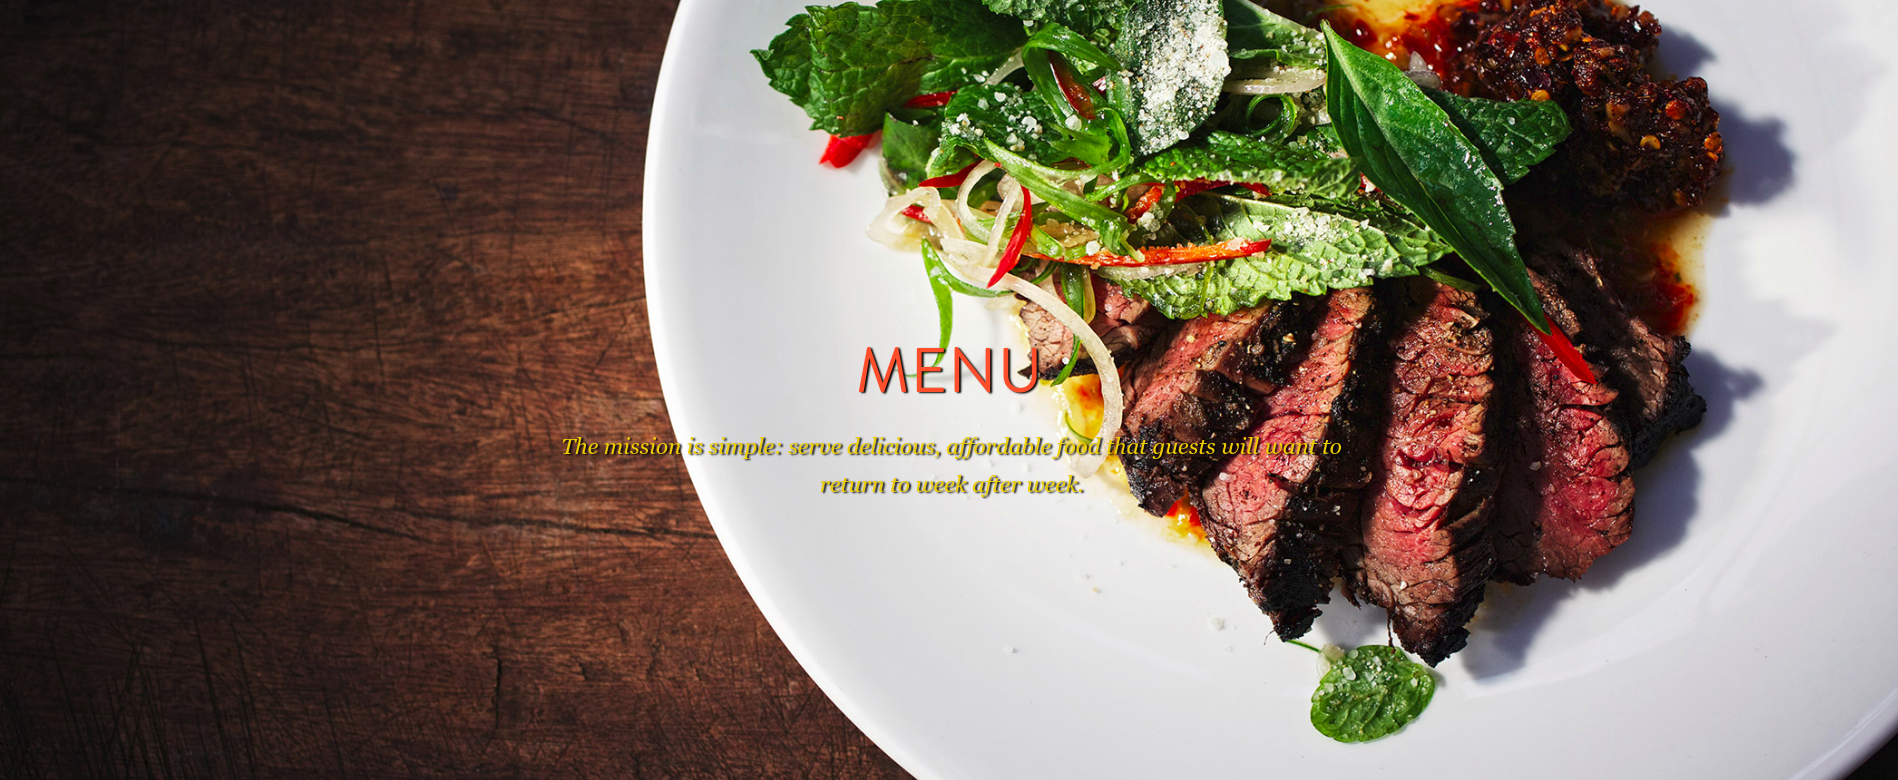 MENU
The mission is simple: serve delicious, affordable food that guests will want to
return to week after week.